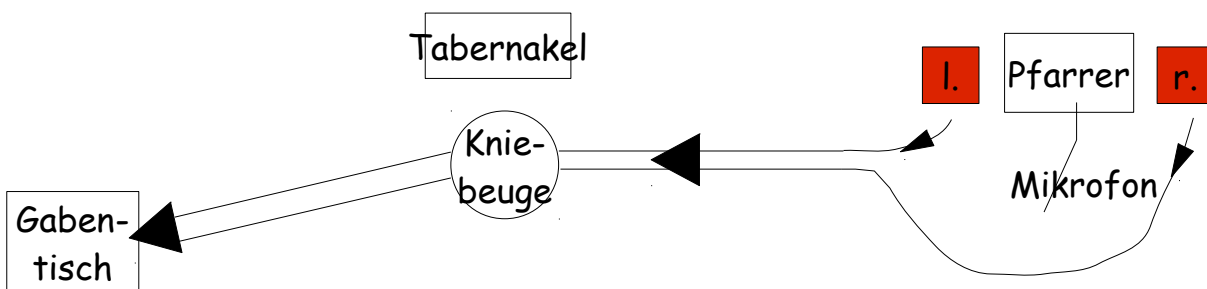 Tabernakel
l.
Pfarrer
r.
Knie-
beuge
Mikrofon
Gaben-
tisch